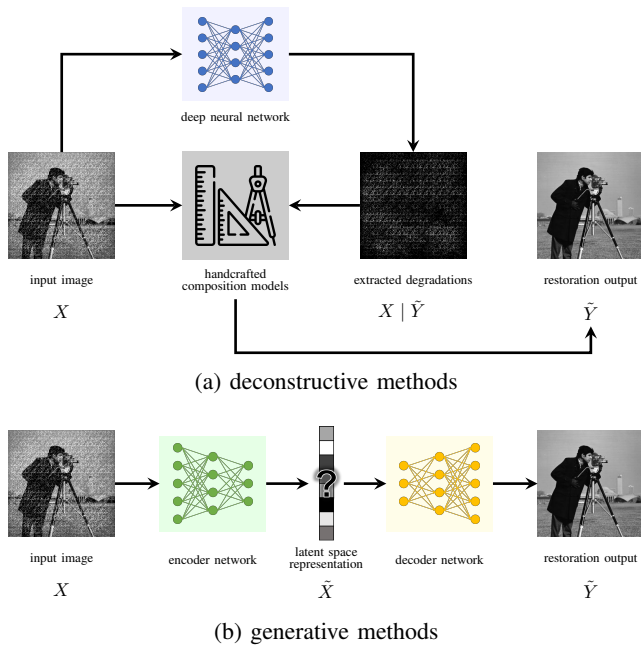 deep neural network
input image
handcrafted
composition models
extracted degradations
restoration output
X
X | Ỹ
Ỹ
(a) deconstructive methods
?
input image
encoder network
latent space
representation
decoder network
restoration output
X
X̃
Ỹ
(b) generative methods